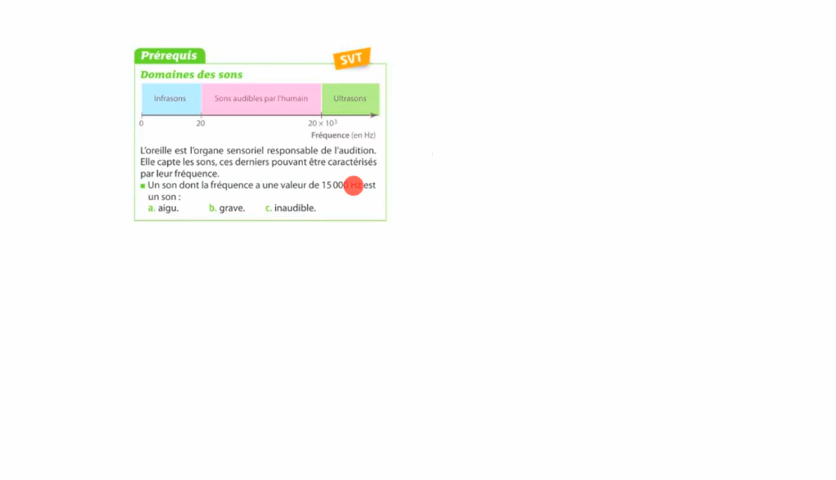 Prérequis
SVT
Domaines des sons
Infrasons Sons audibles par l'humain Ultrasons
0 20 20 × 10³
Fréquence (en Hz)
L'oreille est l'organe sensoriel responsable de l'audition.
Elle capte les sons, ces derniers pouvant être caractérisés
par leur fréquence.
Un son dont la fréquence a une valeur de 15 000 Hz est
un son :
a. aigu. b. grave. c. inaudible.